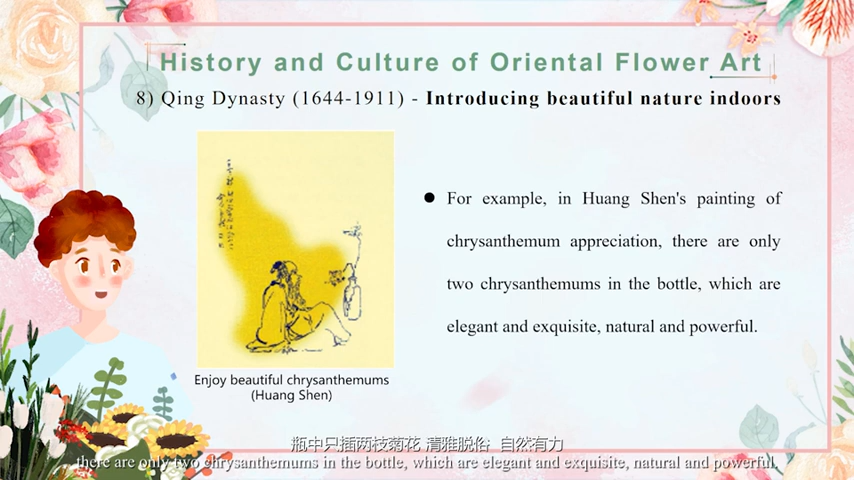 History and Culture of Oriental Flower Art
8) Qing Dynasty (1644-1911) - Introducing beautiful nature indoors
For example, in Huang Shen's painting of
chrysanthemum appreciation, there are only
two chrysanthemums in the bottle, which are
elegant and exquisite, natural and powerful.
Enjoy beautiful chrysanthemums
(Huang Shen)
瓶中只插两枝菊花 清雅脱俗 自然有力
there are only two chrysanthemums in the bottle, which are elegant and exquisite, natural and powerful.